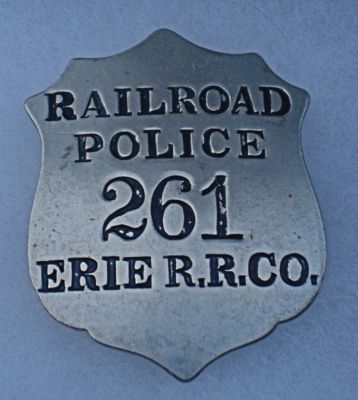 RAILROAD
POLICE
261
ERIE R.R.CO.